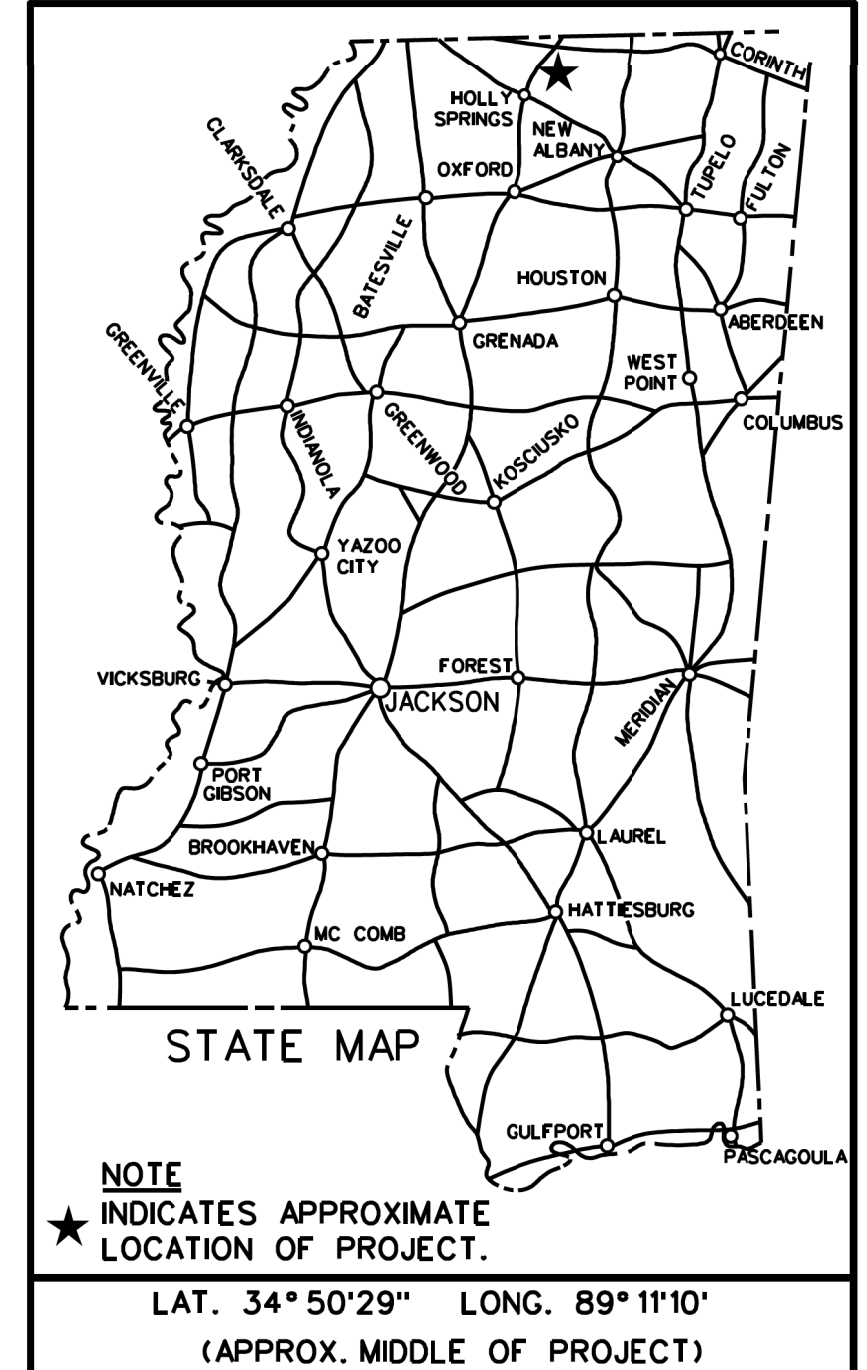 CORINTH
HOLLY
SPRINGS
NEW
ALBANY
CLARKSDALE
OXFORD
TUPELO
FULTON
BATESVILLE
HOUSTON
ABERDEEN
GREENVILLE
GRENADA
WEST
POINT
COLUMBUS
INDIANOLA
GREENWOOD
KOSCIUSKO
YAZOO
CITY
VICKSBURG
FOREST
JACKSON
MERIDIAN
PORT
GIBSON
BROOKHAVEN
LAUREL
NATCHEZ
HATTIESBURG
MC COMB
LUCEDALE
STATE MAP
GULFPORT
PASCAGOULA
NOTE
INDICATES APPROXIMATE
LOCATION OF PROJECT.
LAT. 34° 50'29" LONG. 89° 11'10'
(APPROX. MIDDLE OF PROJECT)